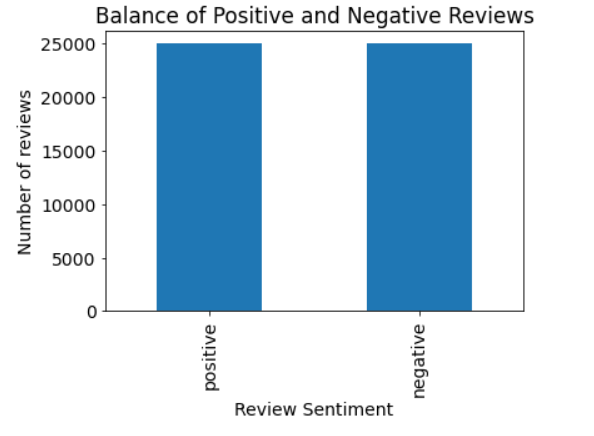 Balance of Positive and Negative Reviews
25000
20000
15000
10000
5000
0
Number of reviews
positive
negative
Review Sentiment